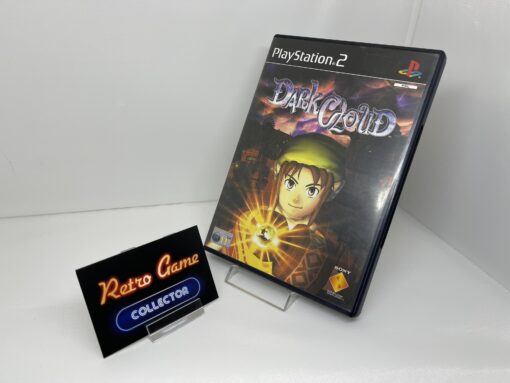 PlayStation®2
DARK CLOUD
SONY
Retro Game
COLLECTOR